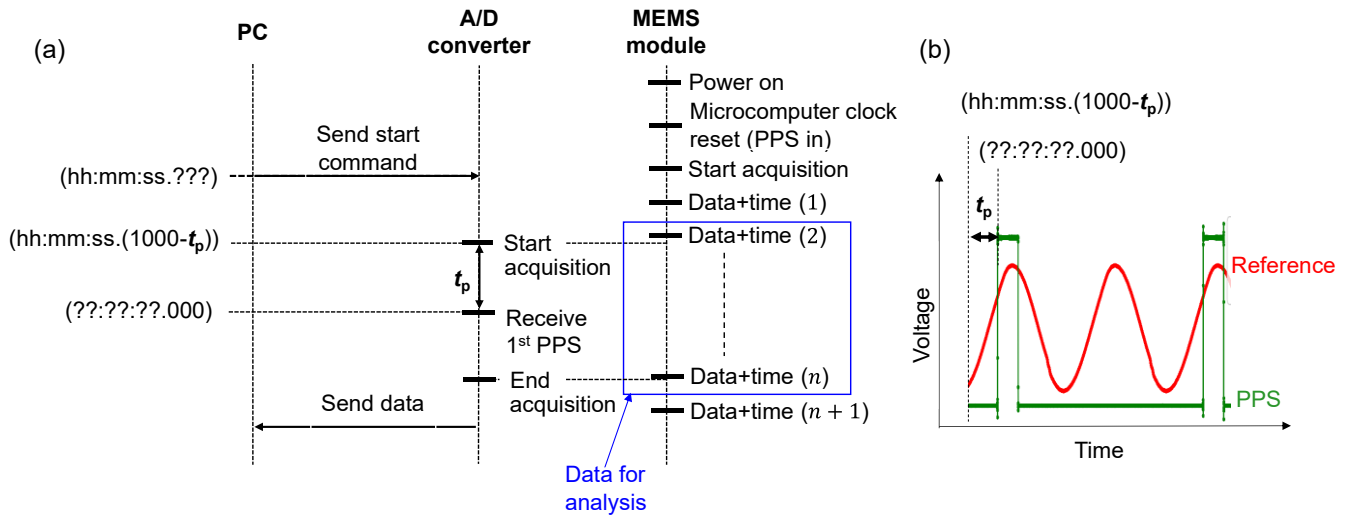 (a)
PC
A/D
converter
MEMS
module
Power on
Microcomputer clock
reset (PPS in)
Send start
command
(hh:mm:ss.???)
Start acquisition
Data+time (1)
(hh:mm:ss.(1000-tp))
Start
acquisition
Data+time (2)
tp
(??:??:??.000)
Receive
1st PPS
End
acquisition
Data+time (n)
Send data
Data+time (n + 1)
Data for
analysis
(b)
(hh:mm:ss.(1000-tp))
(??:??:??.000)
tp
Reference
PPS
Voltage
Time